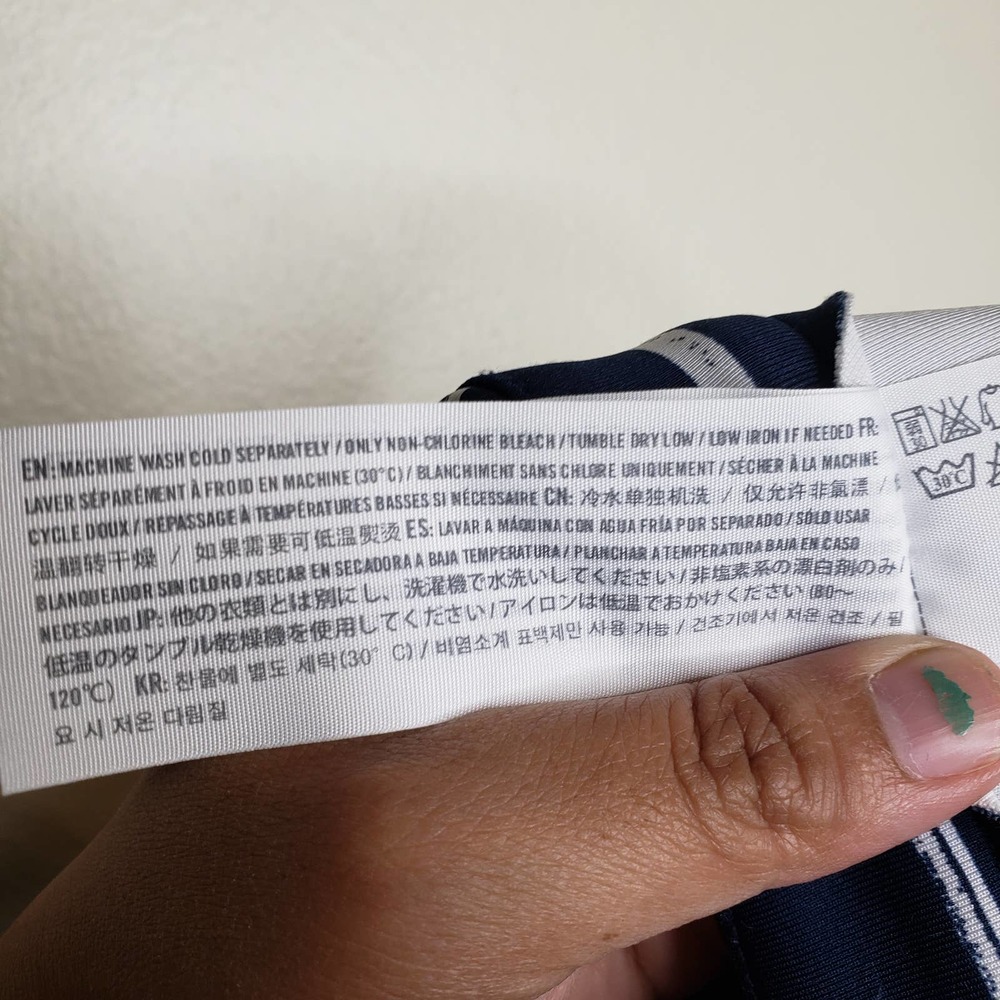 EN: MACHINE WASH COLD SEPARATELY / ONLY NON-CHLORINE BLEACH / TUMBLE DRY LOW / LOW IRON IF NEEDED FR:
LAVER SÉPARÉMENT À FROID EN MACHINE (30°C) / BLANCHIMENT SANS CHLORE UNIQUEMENT / SÉCHER À LA MACHINE
CYCLE DOUX / REPASSAGE À TEMPÉRATURES BASSES SI NÉCESSAIRE CN: 冷水单独机洗 / 仅允许非氯漂 /
温翻转干燥 / 如果需要可低温熨烫 ES: LAVAR A MÁQUINA CON AGUA FRÍA POR SEPARADO / SÓLO USAR
BLANQUEADOR SIN CLORO / SECAR EN SECADORA A BAJA TEMPERATURA / PLANCHAR A TEMPERATURA BAJA EN CASO
NECESARIO JP: 他の衣類とは別にし、洗濯機で水洗いしてください / 非塩素系の漂白剤のみ /
低温のタンブル乾燥機を使用してください / アイロンは低温でおかけください (80～
120℃) KR: 찬물에 별도 세탁(30° C) / 비염소계 표백제만 사용 가능 / 건조기에서 저온 건조 / 필
요 시 저온 다림질
30°C